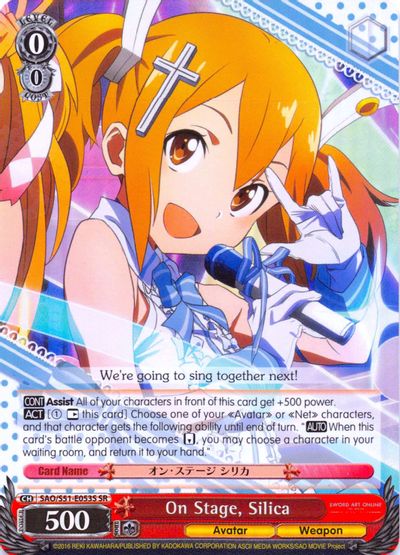 LEVEL
0
0
COST
We're going to sing together next!
CONT Assist All of your characters in front of this card get +500 power.
ACT [① this card] Choose one of your «Avatar» or «Net» characters,
and that character gets the following ability until end of turn. "AUTO When this
card's battle opponent becomes , you may choose a character in your
waiting room, and return it to your hand."
Card Name
オン・ステージ シリカ
CH SAO/S51-E053S SR
500
On Stage, Silica
SWORD ART ONLINE
Avatar
Weapon
©2016 REKI KAWAHARA/PUBLISHED BY KADOKAWA CORPORATION ASCII MEDIA WORKS/SAO MOVIE Project